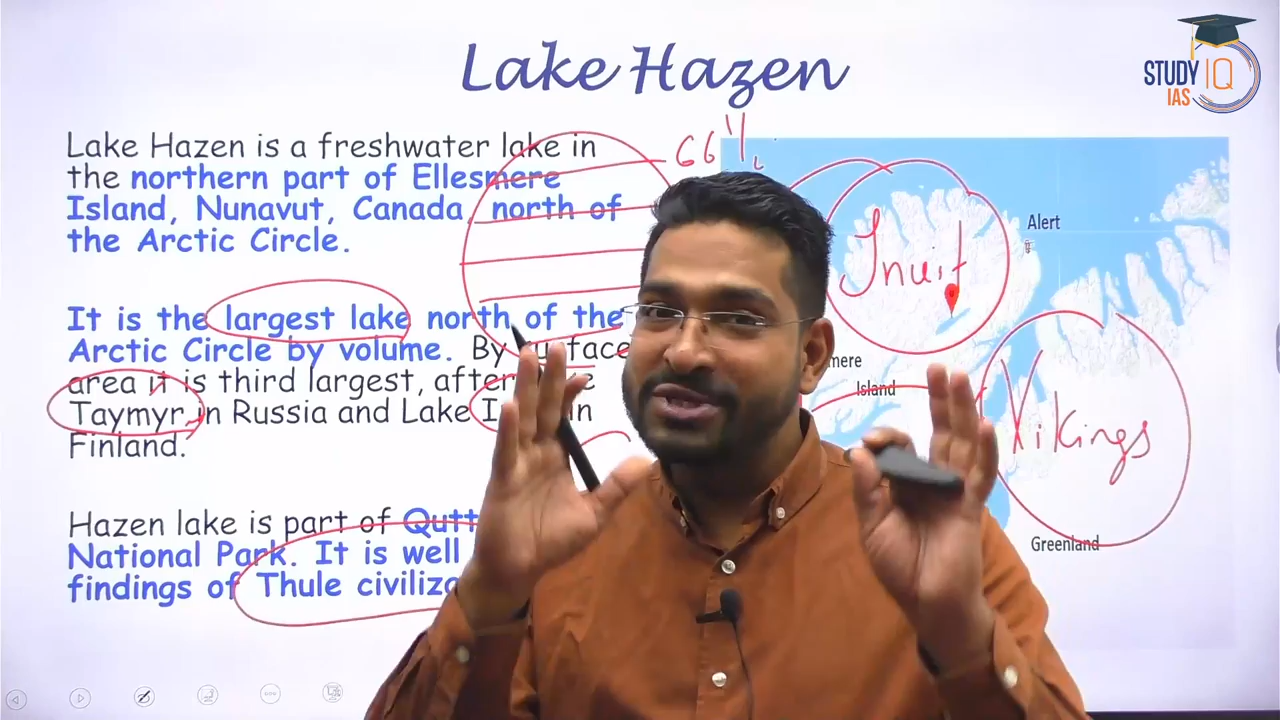 Lake Hazen
STUDY IQ
IAS
Lake Hazen is a freshwater lake in
the northern part of Ellesmere
Island, Nunavut, Canada, north of
the Arctic Circle.
It is the largest lake north of the
Arctic Circle by volume. By surface
area it is third largest, after
Taymyr in Russia and Lake in
Finland.
Hazen lake is part of
National Park. It is well
findings of Thule
66%
Inuit
Alert
Island
Vikings
Greenland